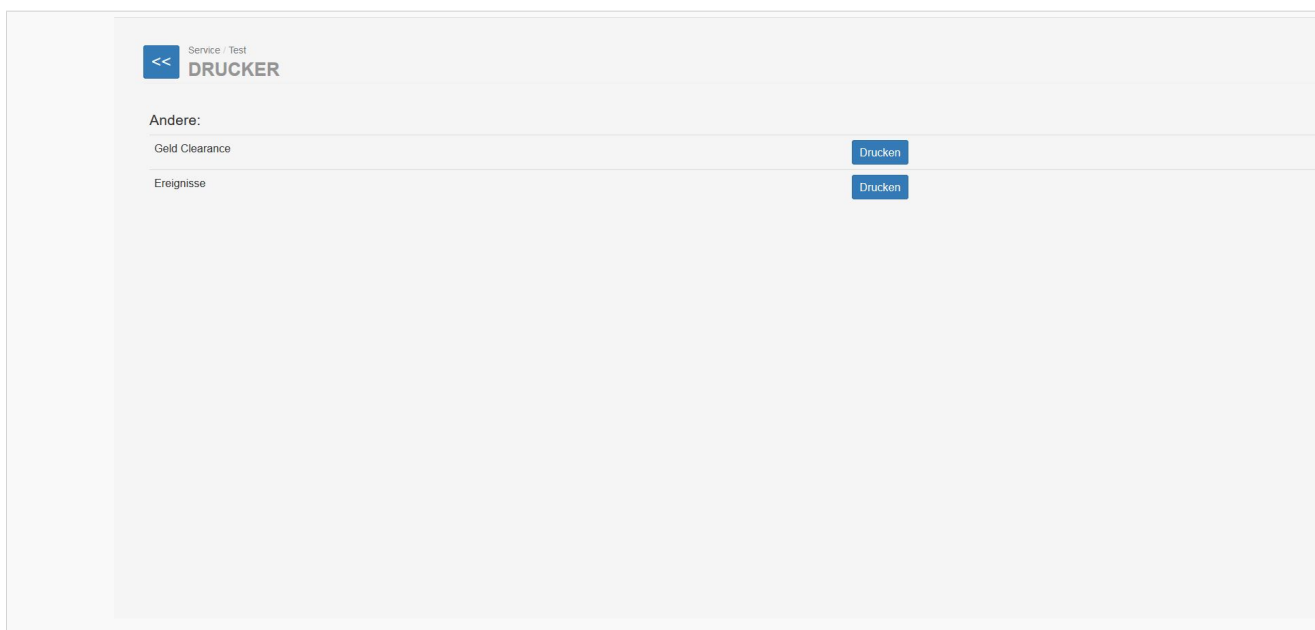 <<
Service / Test
DRUCKER
Andere:
Geld Clearance
Drucken
Ereignisse
Drucken